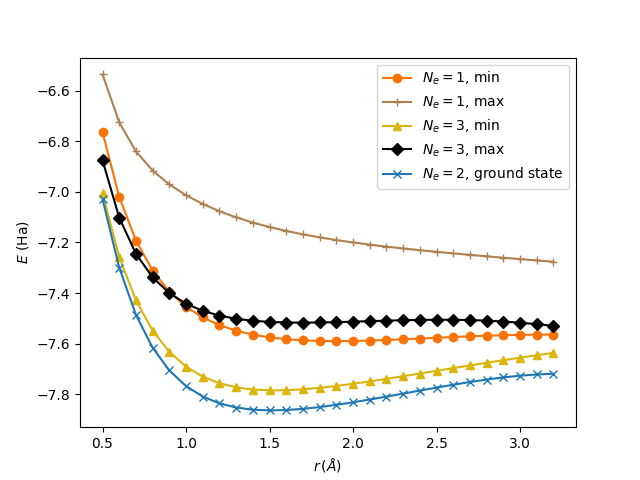 −6.6
−6.8
−7.0
−7.2
−7.4
−7.6
−7.8
E (Ha)
0.5
1.0
1.5
2.0
2.5
3.0
r (Å)
Nₑ = 1, min
Nₑ = 1, max
Nₑ = 3, min
Nₑ = 3, max
Nₑ = 2, ground state